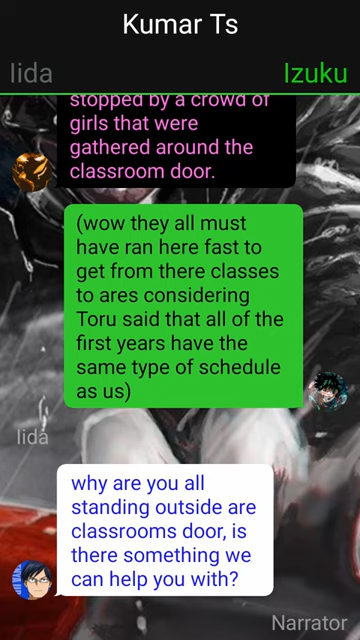 Kumar Ts
Iida
Izuku
stopped by a crowd of
girls that were
gathered around the
classroom door.
(wow they all must
have ran here fast to
get from there classes
to ares considering
Toru said that all of the
first years have the
same type of schedule
as us)
Iida
why are you all
standing outside are
classrooms door, is
there something we
can help you with?
Narrator